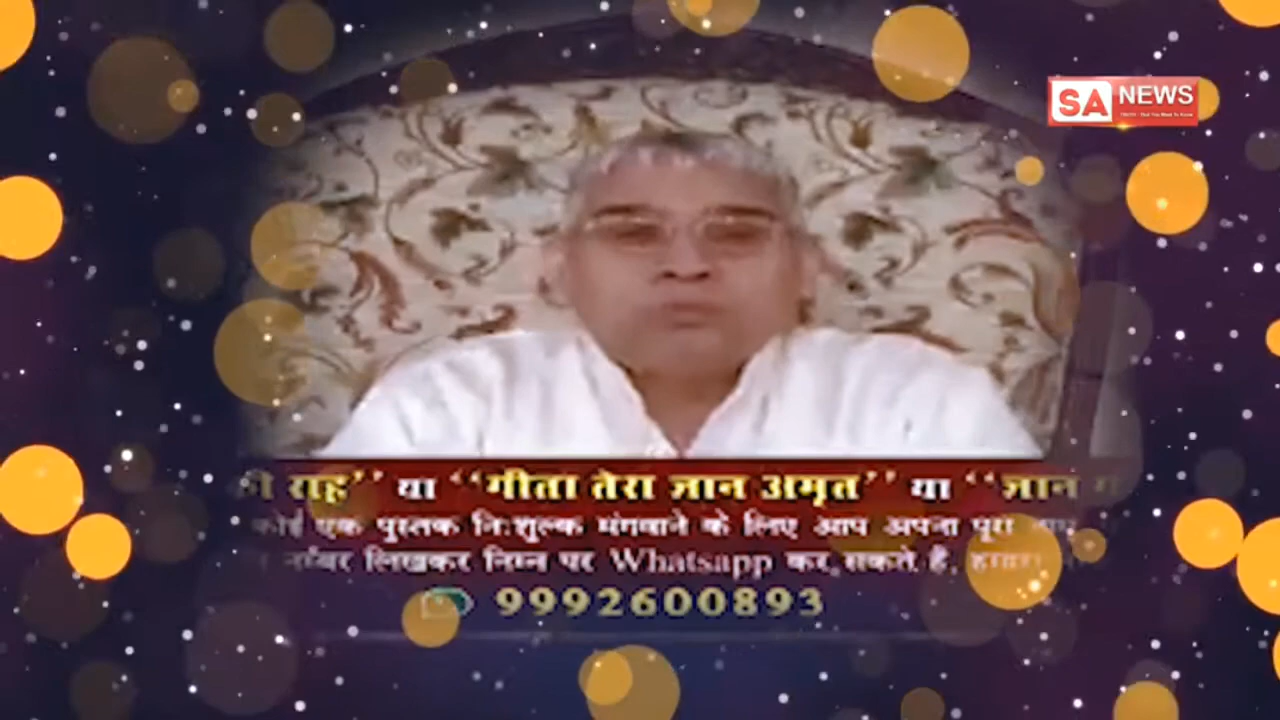 SA NEWS
राह” या “गीता तेरा ज्ञान अमृत” या “ज्ञान
कोई एक पुस्तक नि:शुल्क मंगवाने के लिए आप अपना पूरा
नॉबर लिखकर निम्न पर Whatsapp कर सकते हैं,
9992600893